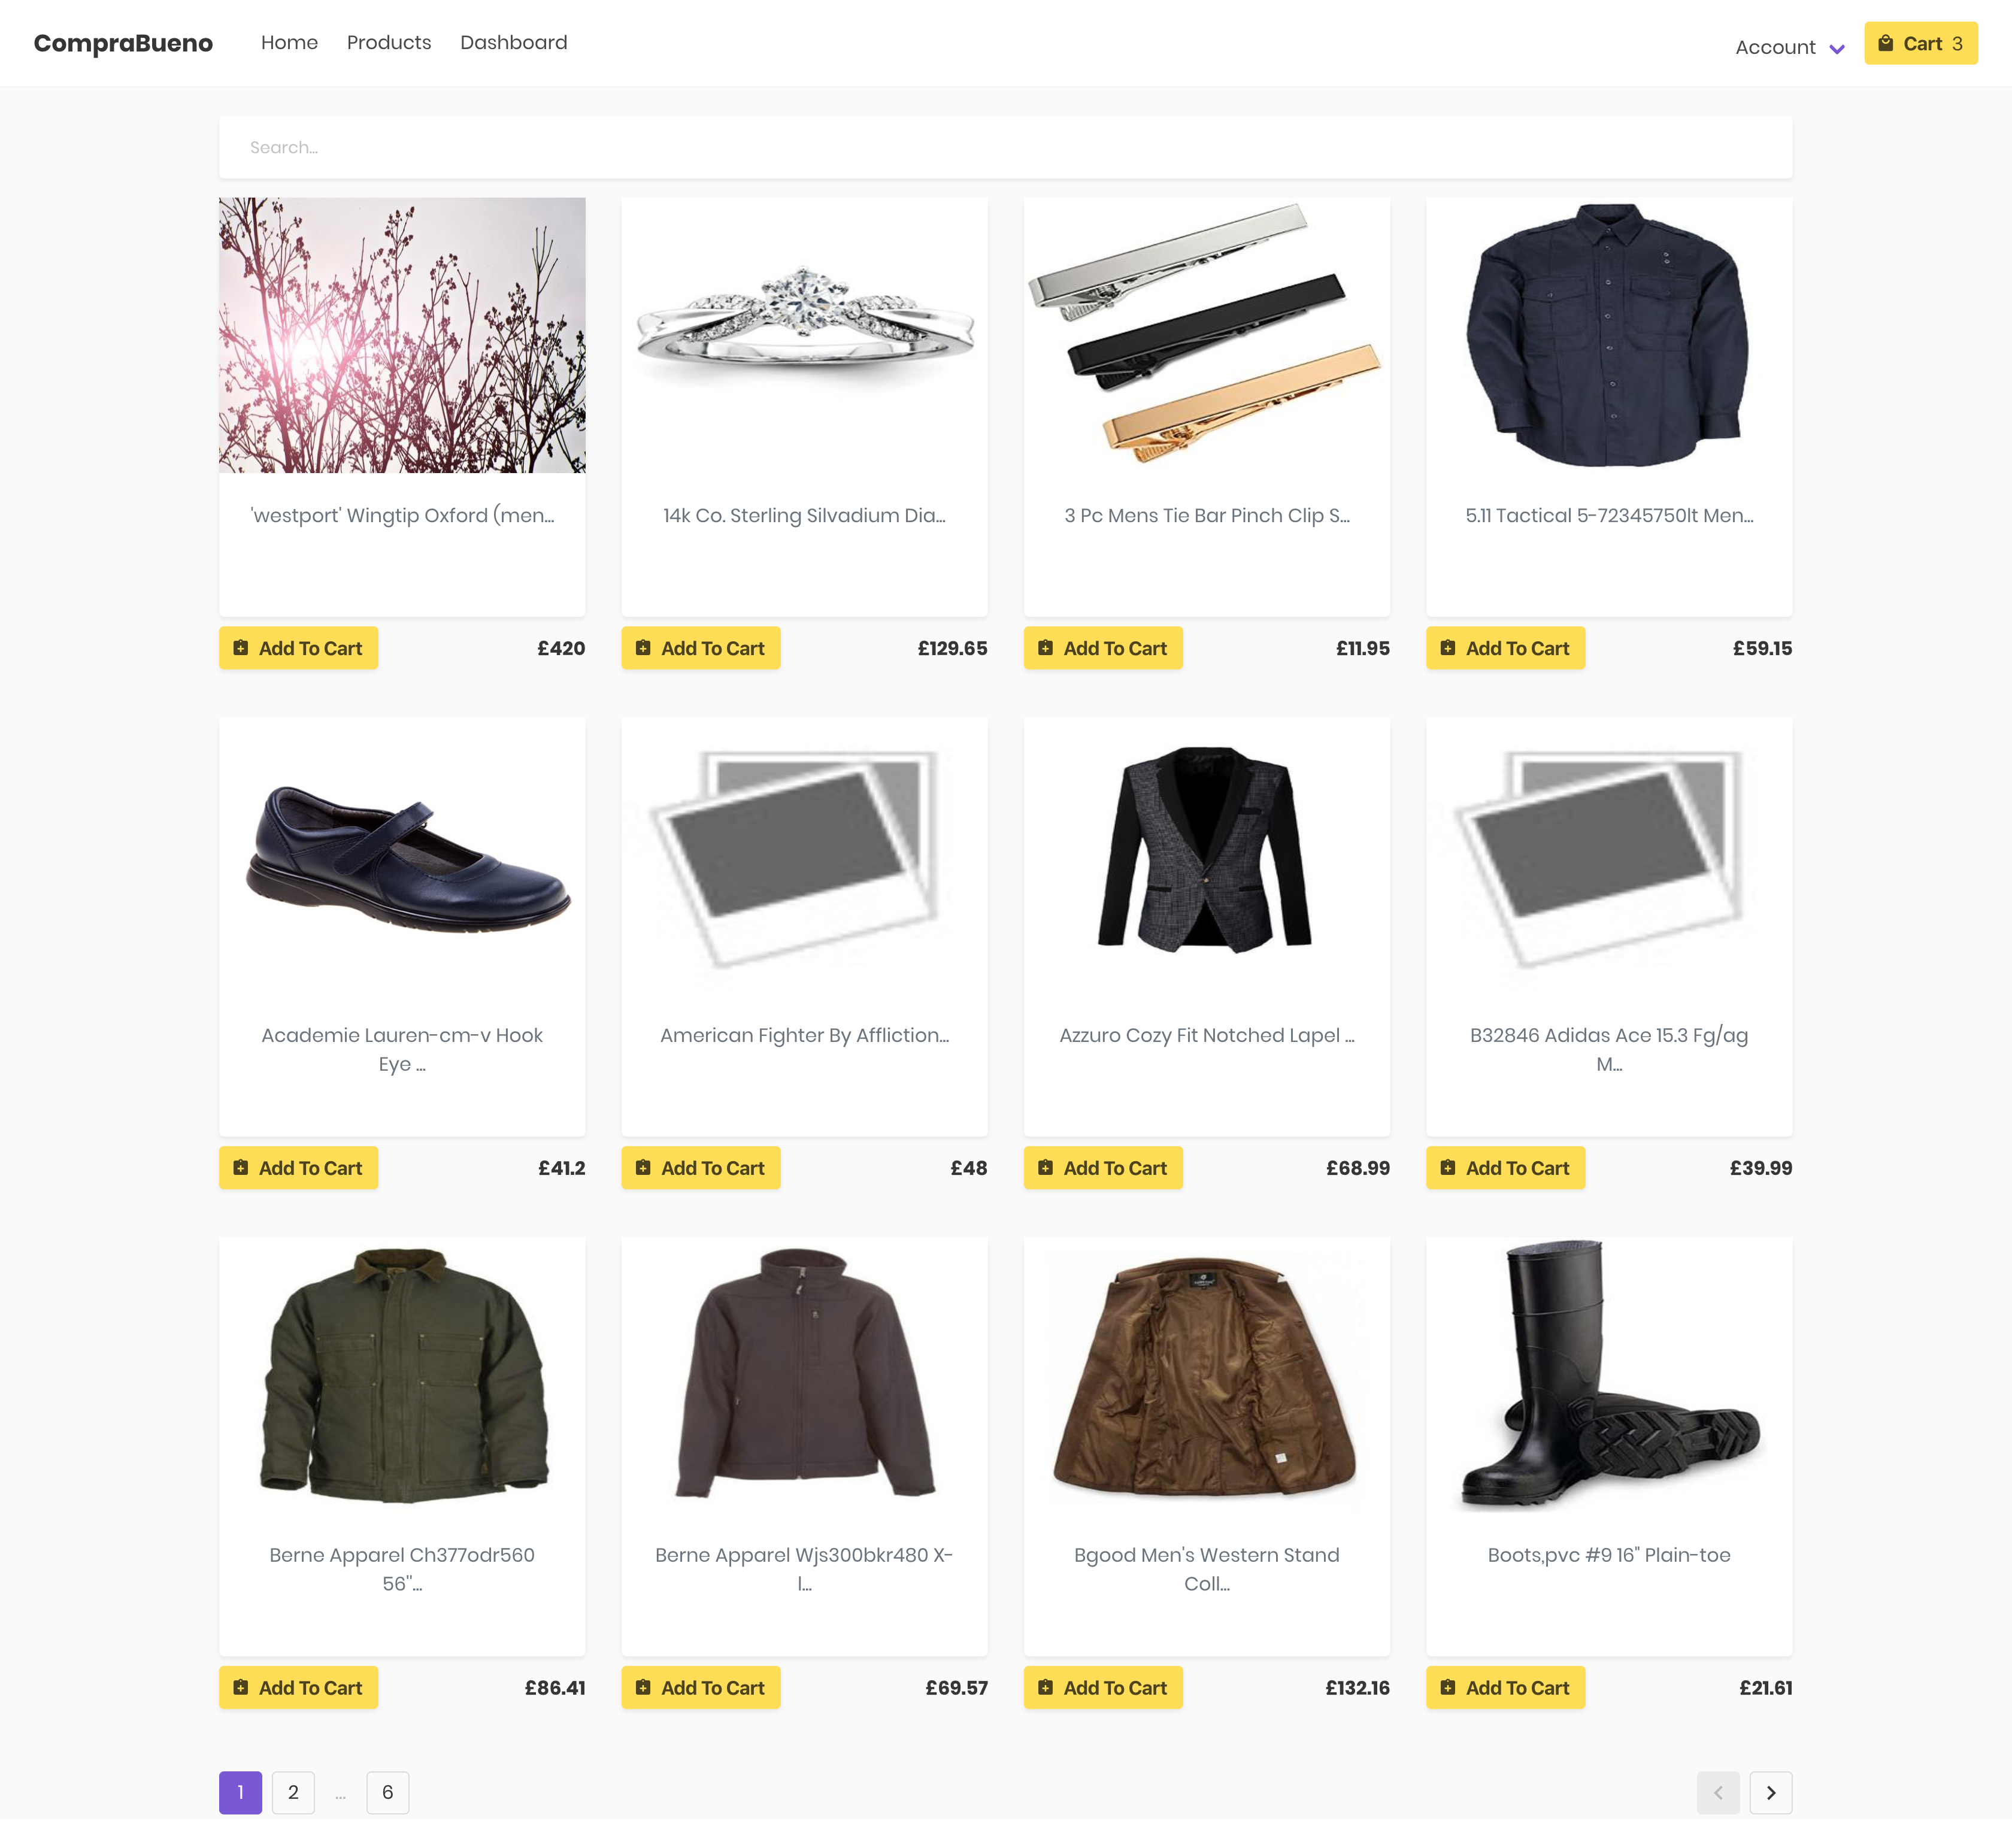 CompraBueno Home Products Dashboard Account Cart 3
Search...
'westport' Wingtip Oxford (men...
14k Co. Sterling Silvadium Dia...
3 Pc Mens Tie Bar Pinch Clip S...
5.11 Tactical 5-72345750lt Men...
Add To Cart £420
Add To Cart £129.65
Add To Cart £11.95
Add To Cart £59.15
Academie Lauren-cm-v Hook
Eye ...
American Fighter By Affliction...
Azzuro Cozy Fit Notched Lapel ...
B32846 Adidas Ace 15.3 Fg/ag
M...
Add To Cart £41.2
Add To Cart £48
Add To Cart £68.99
Add To Cart £39.99
Berne Apparel Ch377odr560
56"...
Berne Apparel Wjs300bkr480 X-
l...
Bgood Men's Western Stand
Coll...
Boots,pvc #9 16" Plain-toe
Add To Cart £86.41
Add To Cart £69.57
Add To Cart £132.16
Add To Cart £21.61
1 2 ... 6